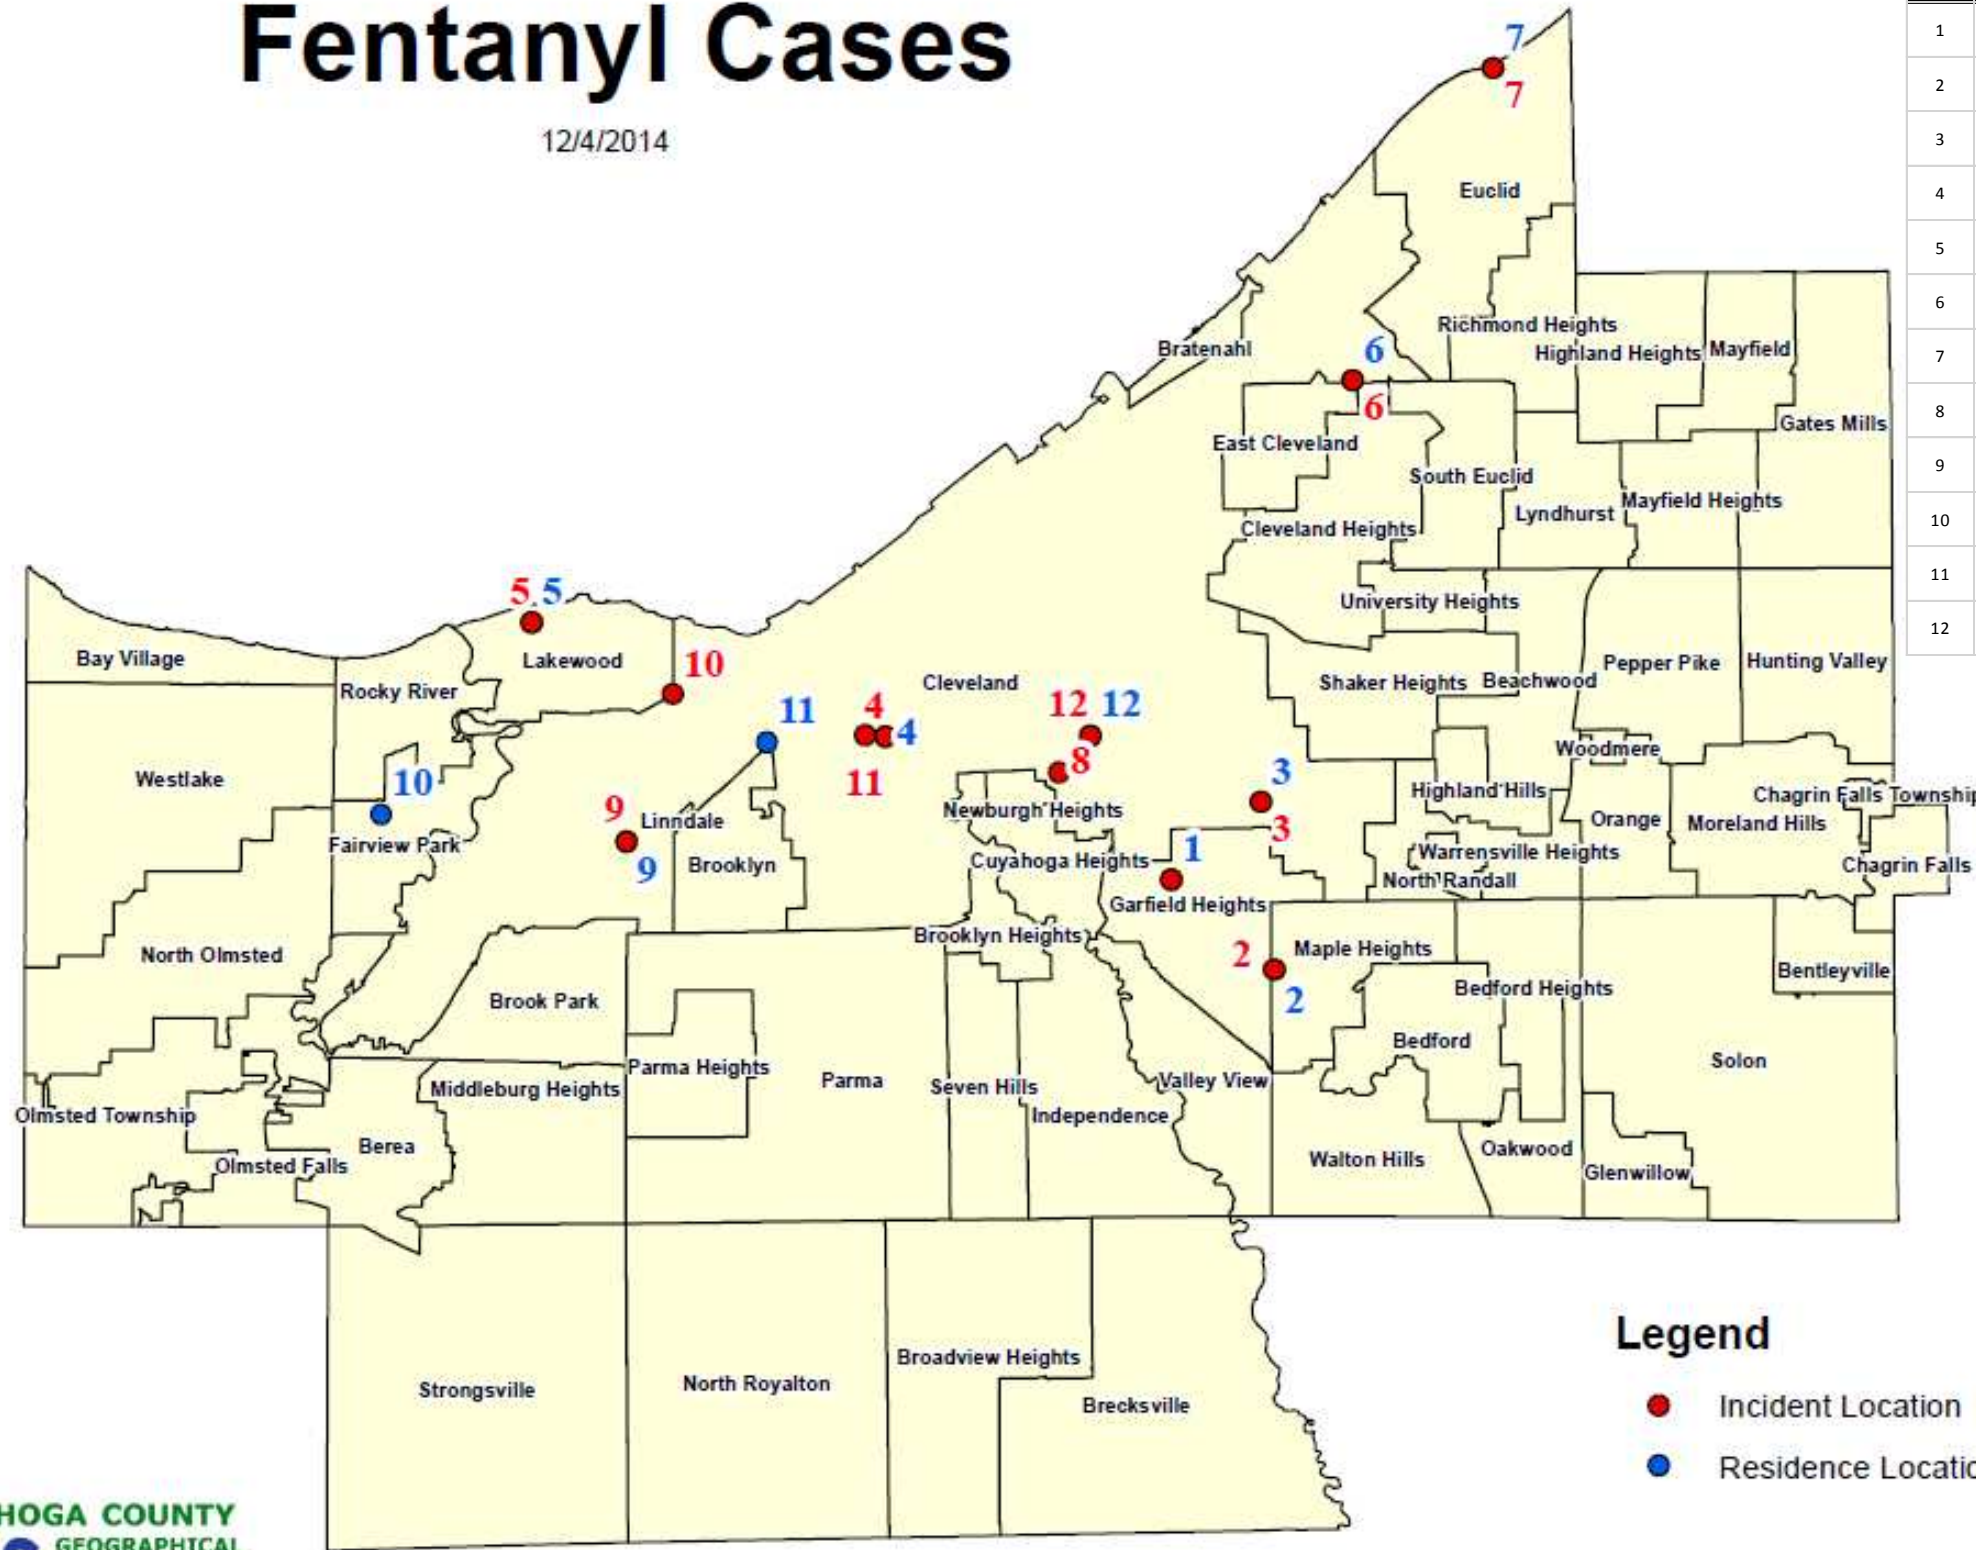 Fentanyl Cases
12/4/2014
1
2
3
4
5
6
7
8
9
10
11
12
7
7
Euclid
Richmond Heights
Highland Heights
Mayfield
Bratenahl
6
6
Gates Mills
East Cleveland
South Euclid
Mayfield Heights
Lyndhurst
Cleveland Heights
5
5
University Heights
Bay Village
Lakewood
10
Rocky River
Cleveland
Shaker Heights
Beachwood
Pepper Pike
Hunting Valley
11
4
4
12
12
Woodmere
8
3
Westlake
10
11
Highland Hills
Chagrin Falls Township
9
Linndale
Newburgh Heights
3
Orange
Moreland Hills
Fairview Park
9
Brooklyn
Cuyahoga Heights
1
Warrensville Heights
Chagrin Falls
North Randall
Garfield Heights
Brooklyn Heights
North Olmsted
2
Maple Heights
Bentleyville
Brook Park
2
Bedford Heights
Bedford
Solon
Parma Heights
Parma
Seven Hills
Valley View
Middleburg Heights
Olmsted Township
Independence
Berea
Olmsted Falls
Walton Hills
Oakwood
Glenwillow
Legend
Strongsville
North Royalton
Broadview Heights
Brecksville
Incident Location
Residence Locatio
HOGA COUNTY
GEOGRAPHICAL